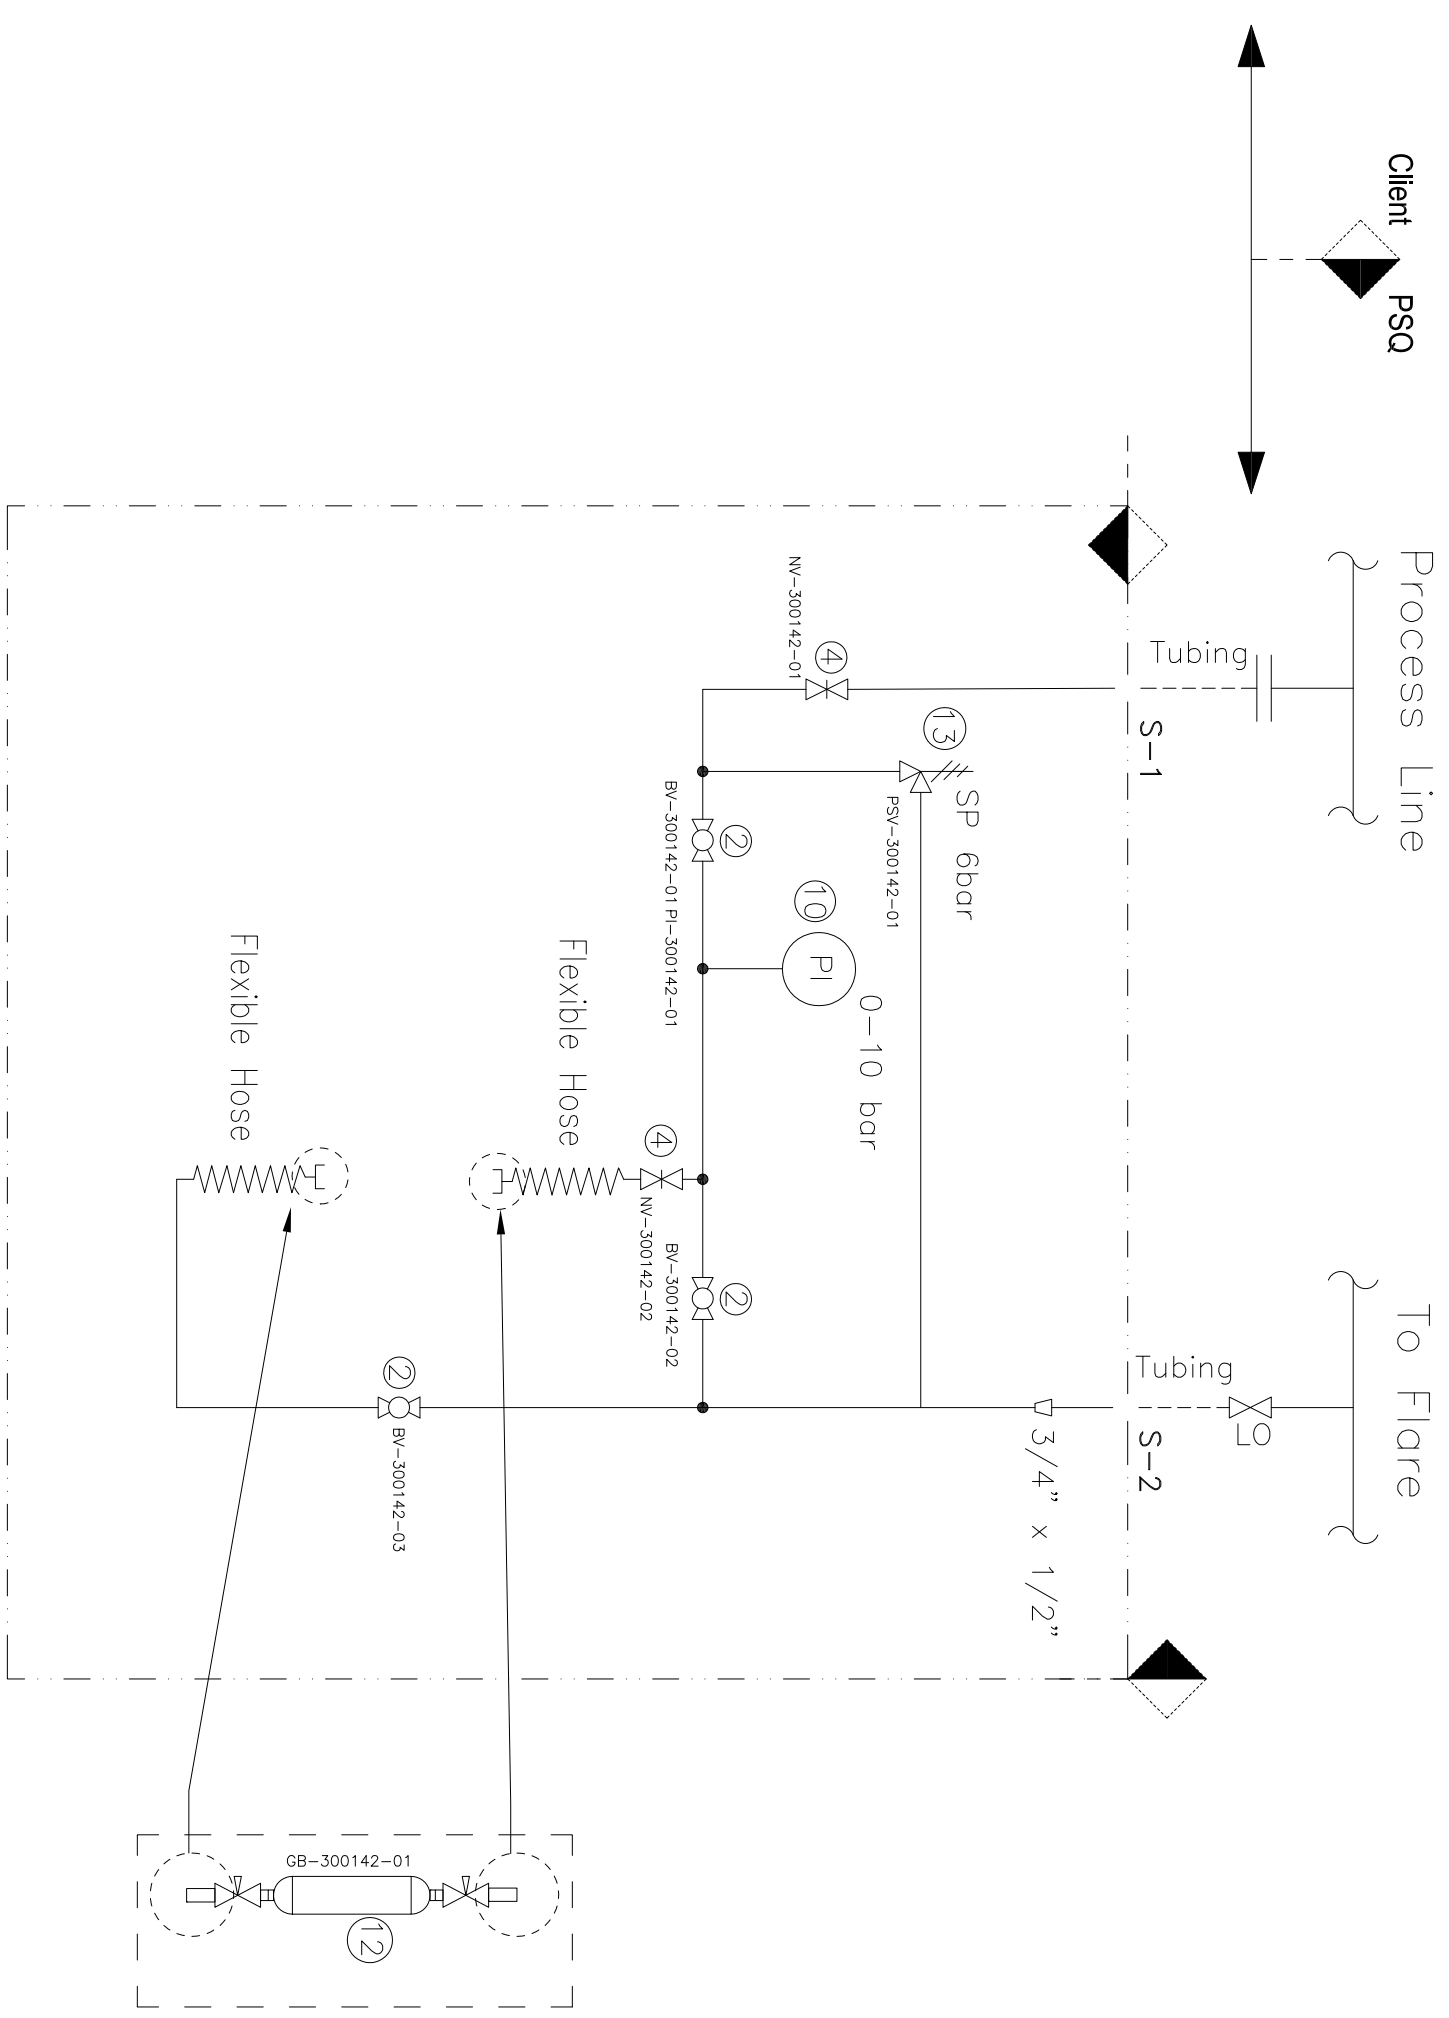 Client
PSQ
Process Line
To Flare
Tubing
Tubing
LO
S-1
S-2
3/4" x 1/2"
4
NV-300142-01
13
SP 6bar
PSV-300142-01
2
BV-300142-01
10
PI
PI-300142-01
0-10 bar
4
NV-300142-02
2
BV-300142-02
Flexible Hose
Flexible Hose
2
BV-300142-03
GB-300142-01
12